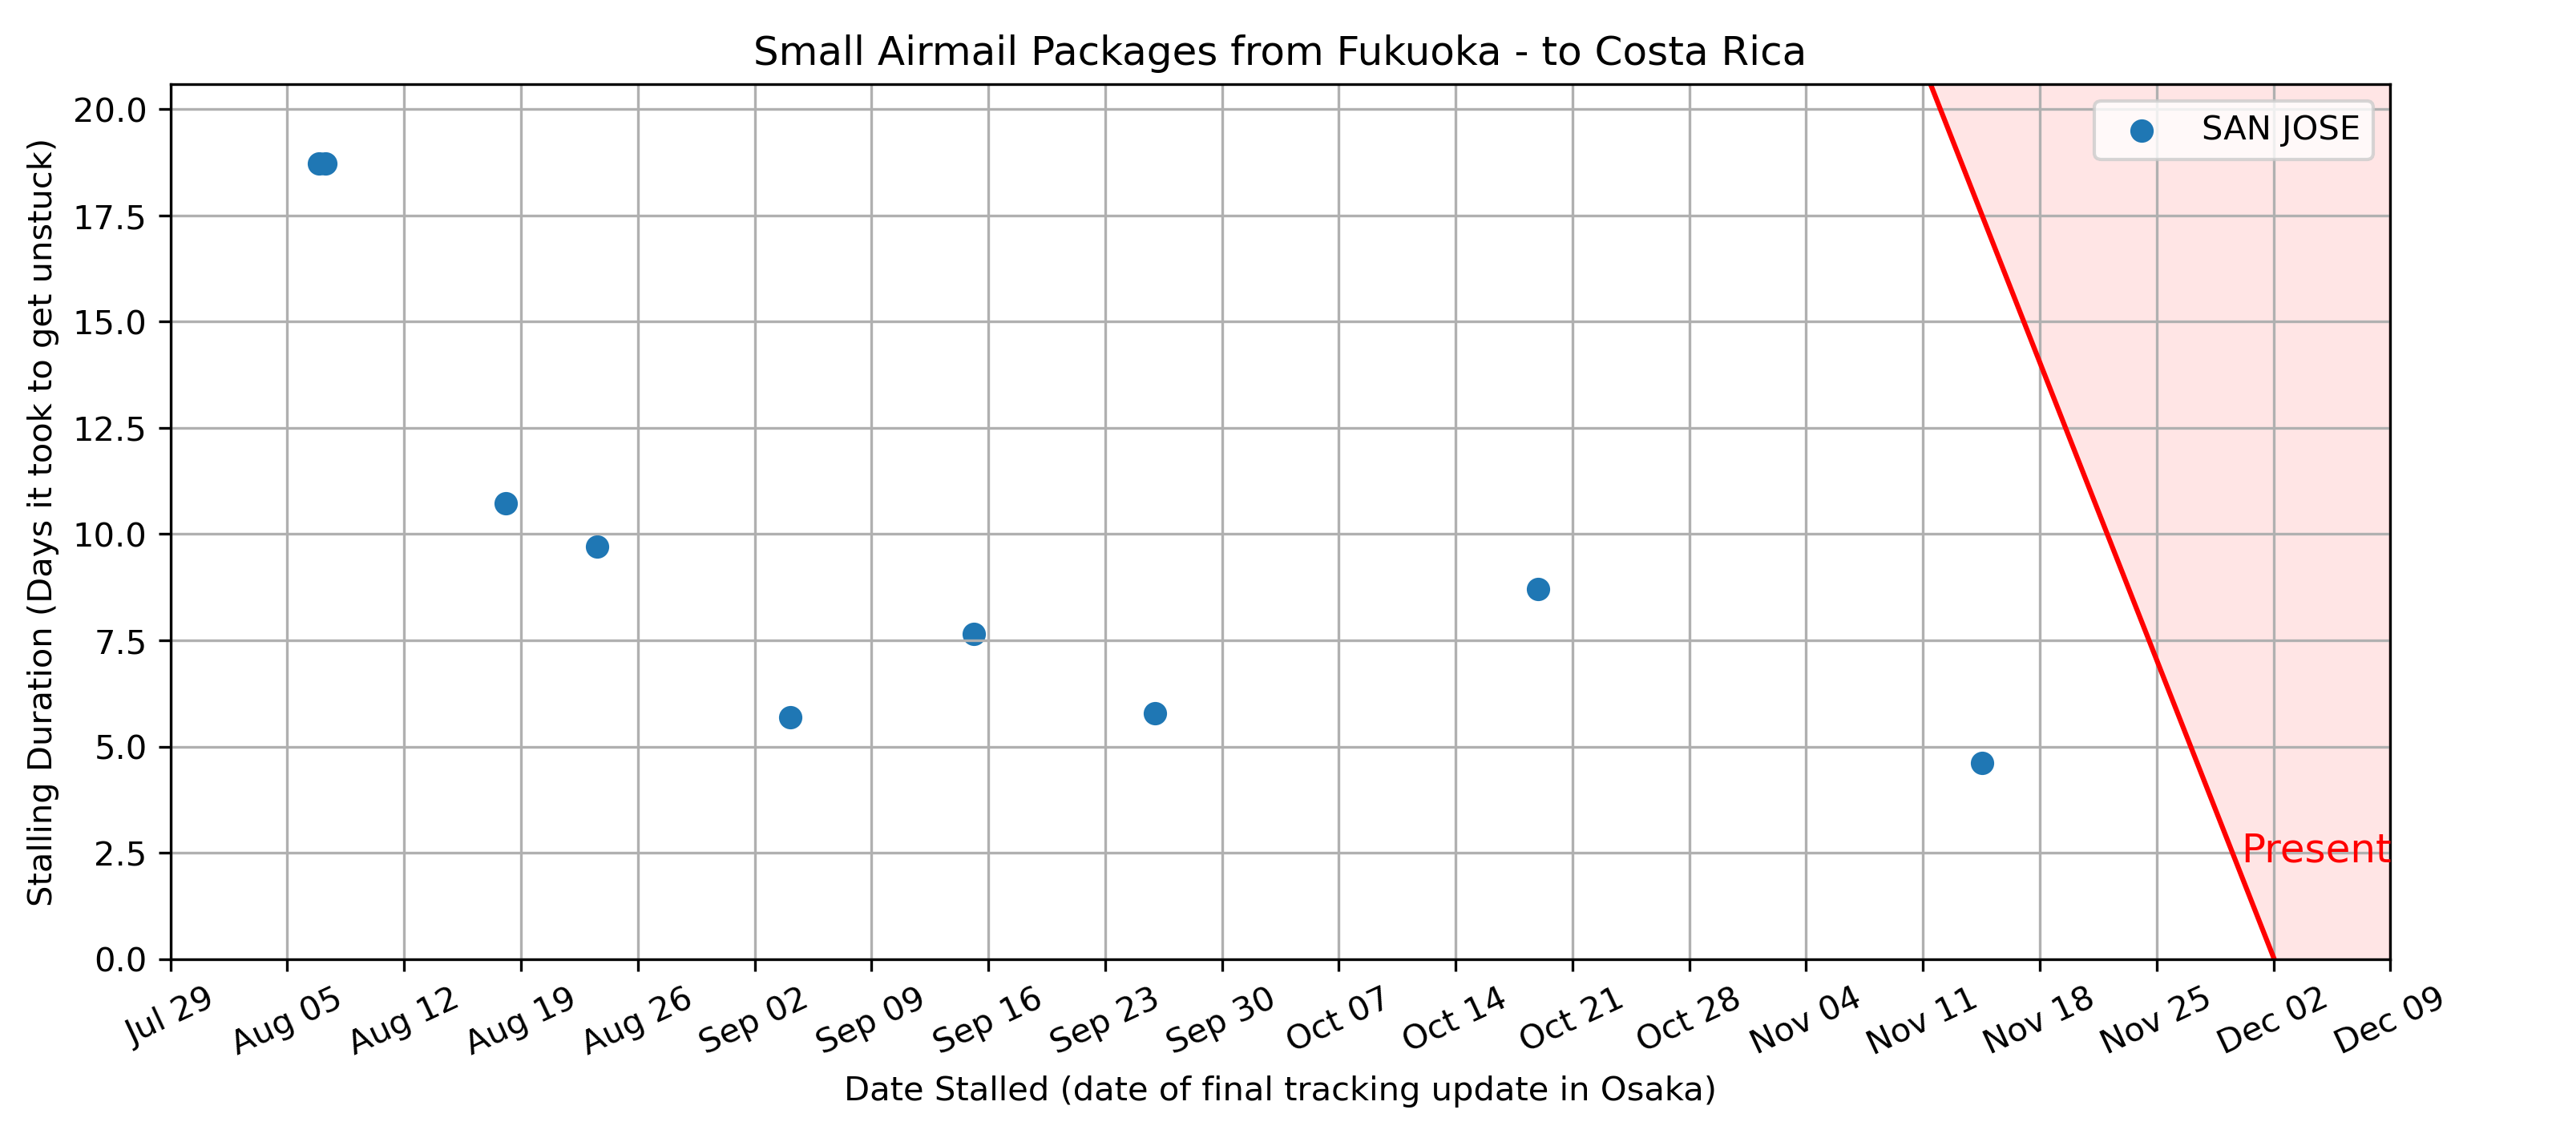 Small Airmail Packages from Fukuoka - to Costa Rica
SAN JOSE
Stalling Duration (Days it took to get unstuck)
20.0
17.5
15.0
12.5
10.0
7.5
5.0
2.5
0.0
Present
Jul 29
Aug 05
Aug 12
Aug 19
Aug 26
Sep 02
Sep 09
Sep 16
Sep 23
Sep 30
Oct 07
Oct 14
Oct 21
Oct 28
Nov 04
Nov 11
Nov 18
Nov 25
Dec 02
Dec 09
Date Stalled (date of final tracking update in Osaka)